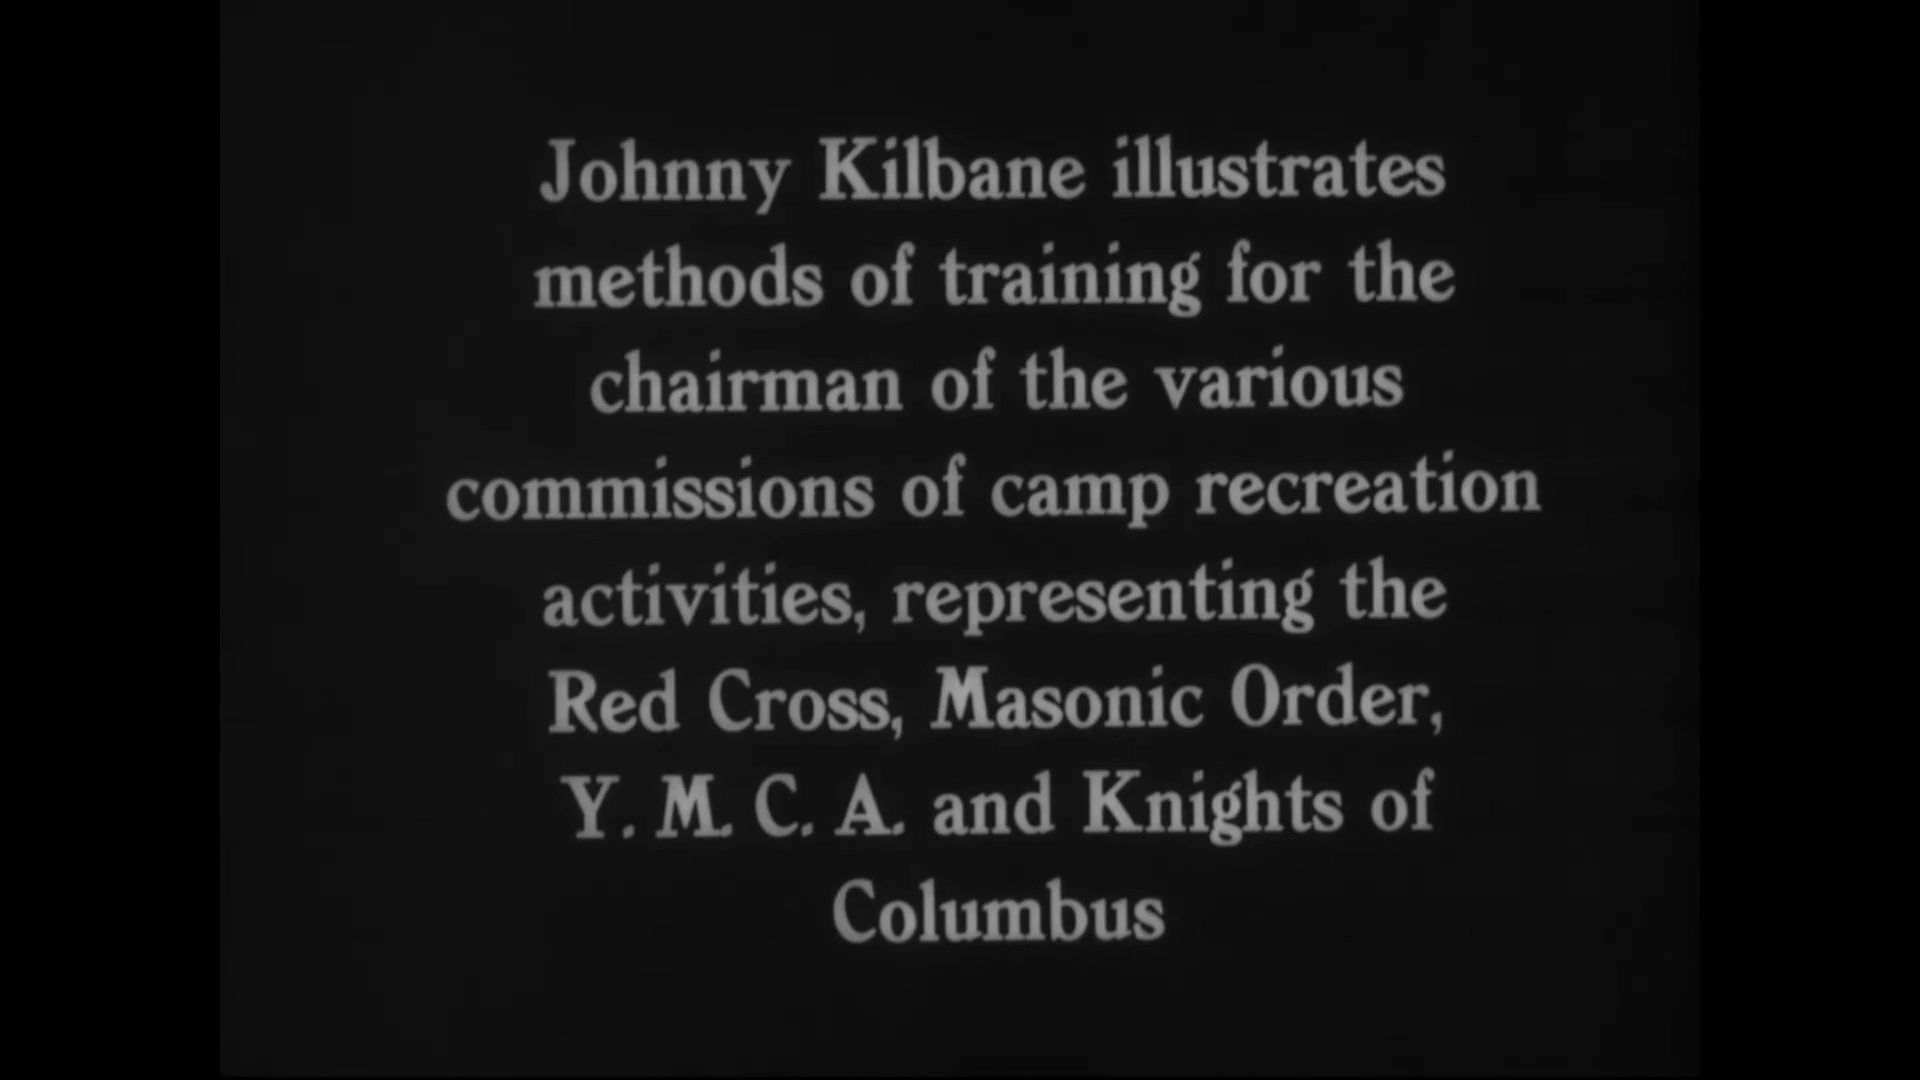 Johnny Kilbane illustrates
methods of training for the
chairman of the various
commissions of camp recreation
activities, representing the
Red Cross, Masonic Order,
Y. M. C. A. and Knights of
Columbus